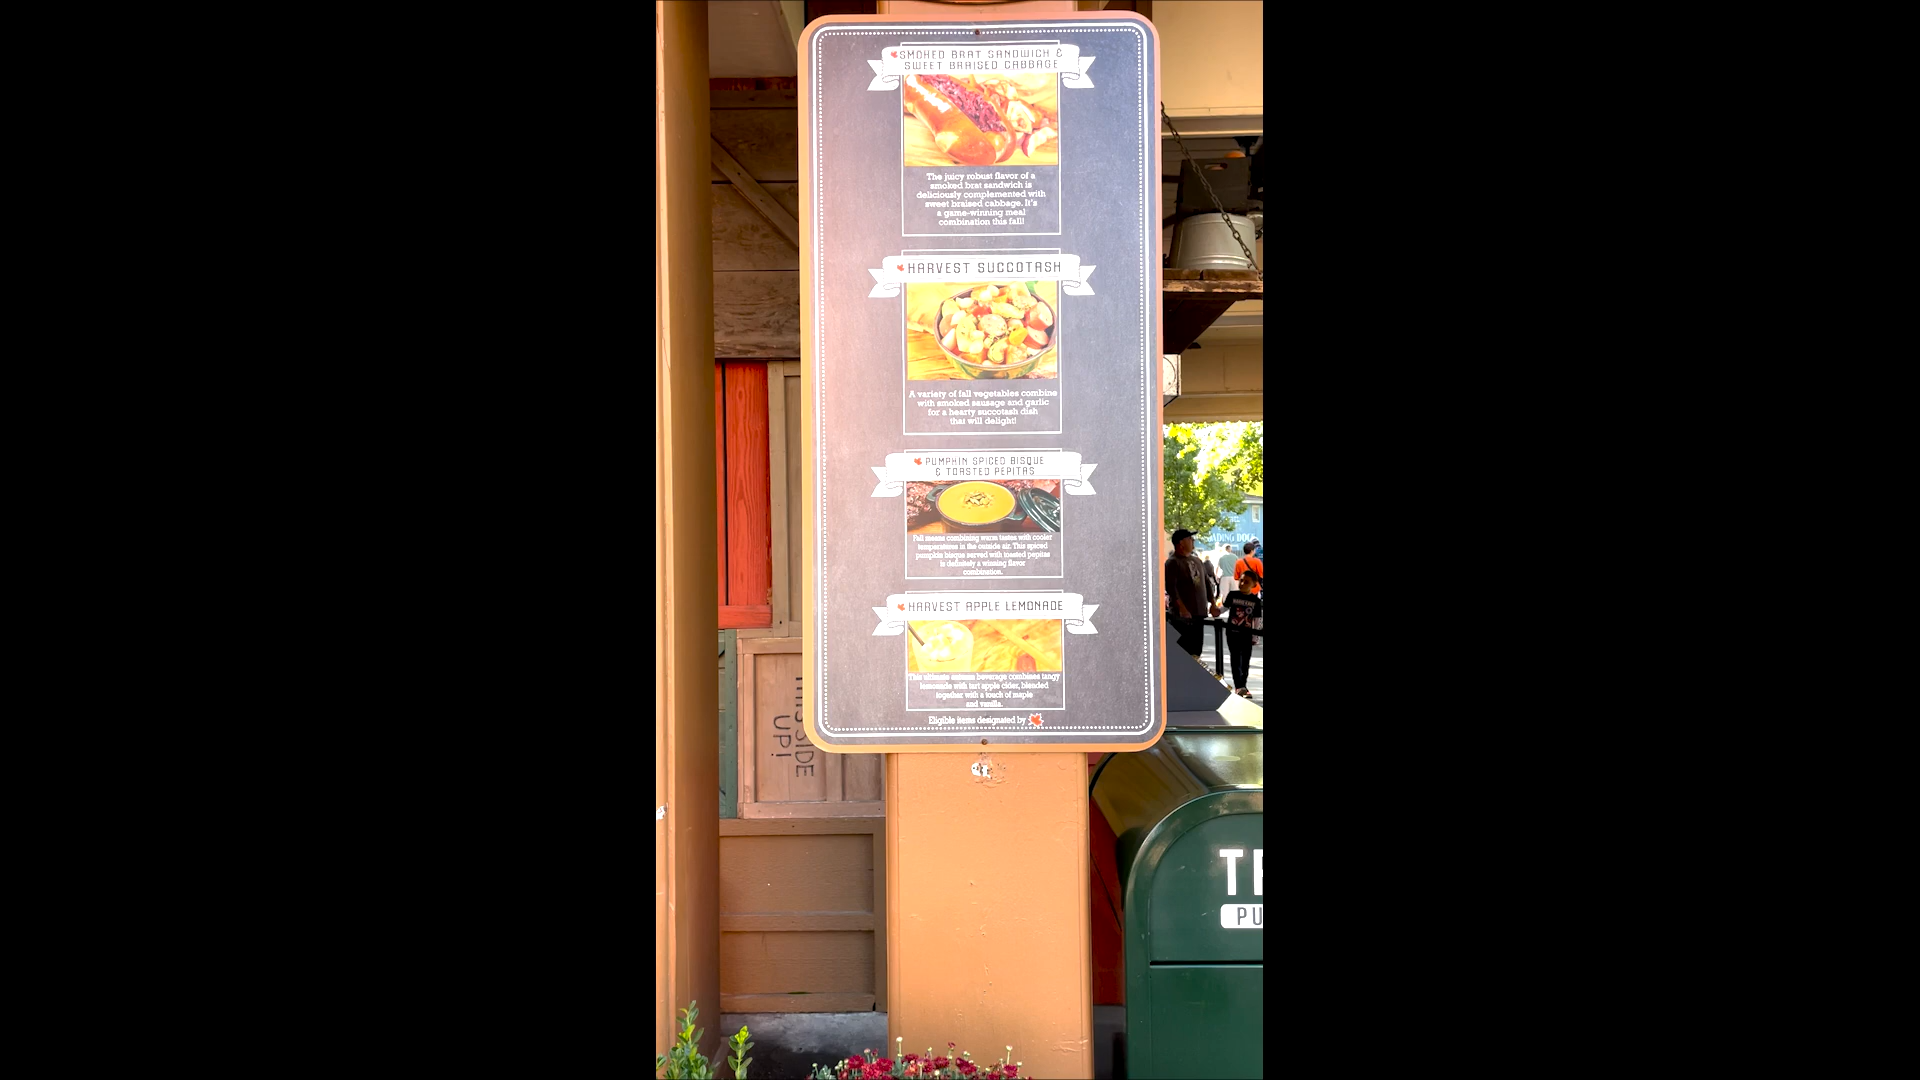 SMOKED BRAT SANDWICH &
SWEET BRAISED CABBAGE
The juicy robust flavor of a
smoked brat sandwich is
deliciously complemented with
sweet braised cabbage. It's
a game-winning meal
combination this fall!
HARVEST SUCCOTASH
A variety of fall vegetables combine
with smoked sausage and garlic
for a hearty succotash dish
that will delight!
PUMPKIN SPICED BISQUE
& TOASTED PEPITAS
Fall means combining warm tastes with cooler
temperatures in the outside air. This spiced
pumpkin bisque served with toasted pepitas
is definitely a winning flavor
combination.
HARVEST APPLE LEMONADE
This ultimate autumn beverage combines tangy
lemonade with tart apple cider, blended
together with a touch of maple
and vanilla.
Eligible items designated by
SIDE
UP!